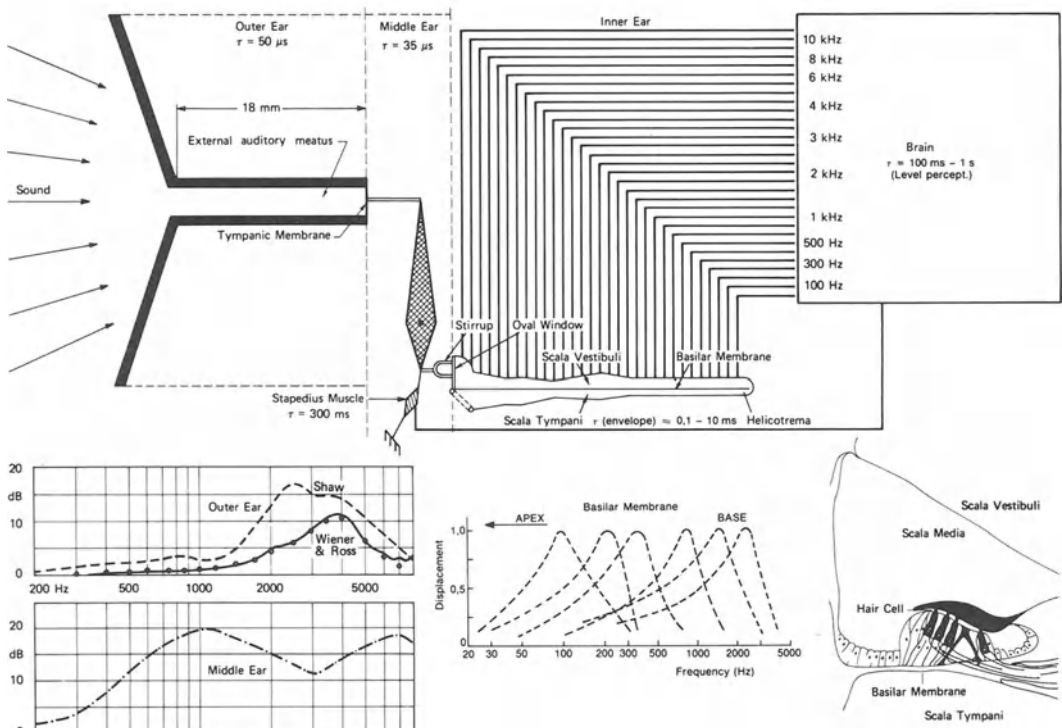 Outer Ear
τ = 50 μs
Middle Ear
τ = 35 μs
Inner Ear
18 mm
External auditory meatus
Sound
Tympanic Membrane
10 kHz
8 kHz
6 kHz
4 kHz
3 kHz
2 kHz
1 kHz
500 Hz
300 Hz
100 Hz
Brain
τ = 100 ms – 1 s
(Level percept.)
Stirrup
Oval Window
Scala Vestibuli
Basilar Membrane
Stapedius Muscle
τ = 300 ms
Scala Tympani τ (envelope) ≈ 0,1 – 10 ms Helicotrema
20
dB
10
0
Outer Ear
Shaw
Wiener
& Ross
200 Hz
500
1000
2000
5000
20
dB
10
Middle Ear
Basilar Membrane
APEX
BASE
Displacement
1,0
0,5
0
20
30
50
100
200
300
500
1000
2000
5000
Frequency (Hz)
Scala Vestibuli
Scala Media
Hair Cell
Basilar Membrane
Scala Tympani